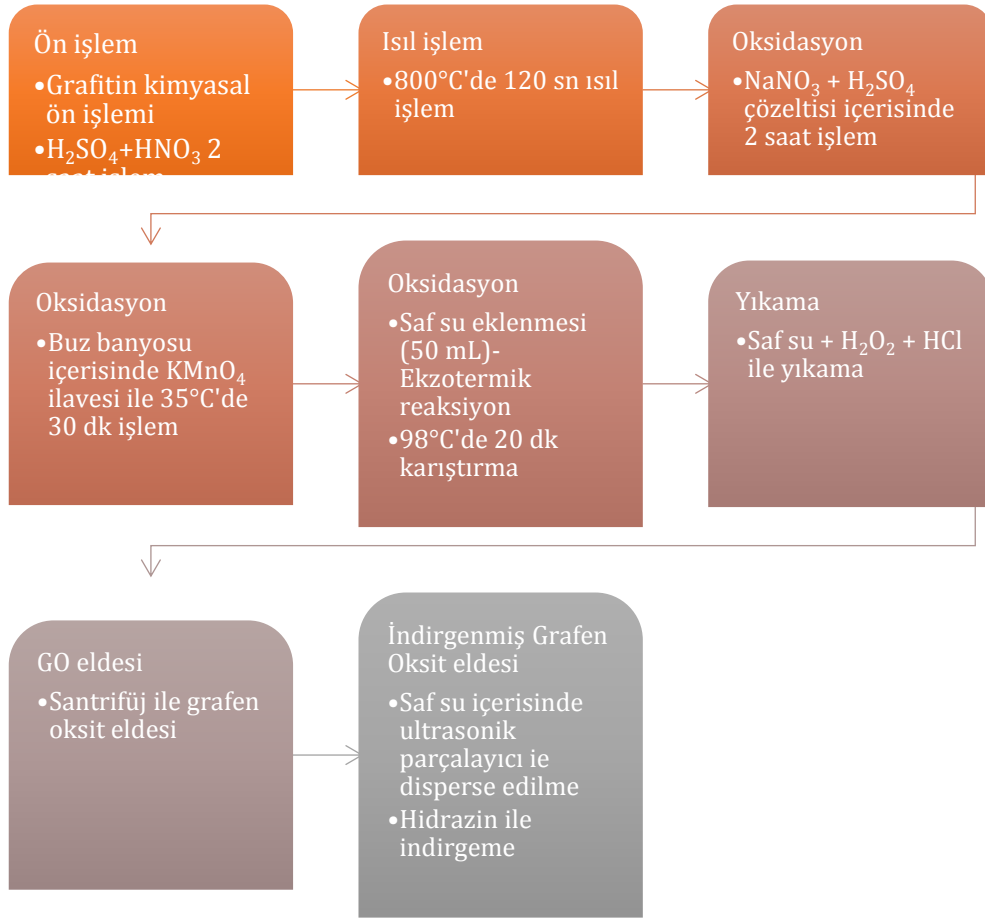 Ön işlem
•Grafitin kimyasal
ön işlemi
•H₂SO₄+HNO₃ 2
saat işlem
Isıl işlem
•800°C'de 120 sn ısıl
işlem
Oksidasyon
•NaNO₃ + H₂SO₄
çözeltisi içerisinde
2 saat işlem
Oksidasyon
•Buz banyosu
içerisinde KMnO₄
ilavesi ile 35°C'de
30 dk işlem
Oksidasyon
•Saf su eklenmesi
(50 mL)-
Ekzotermik
reaksiyon
•98°C'de 20 dk
karıştırma
Yıkama
•Saf su + H₂O₂ + HCl
ile yıkama
GO eldesi
•Santrifüj ile grafen
oksit eldesi
İndirgenmiş Grafen
Oksit eldesi
•Saf su içerisinde
ultrasonik
parçalayıcı ie
disperse edilme
•Hidrazin ile
indirgeme